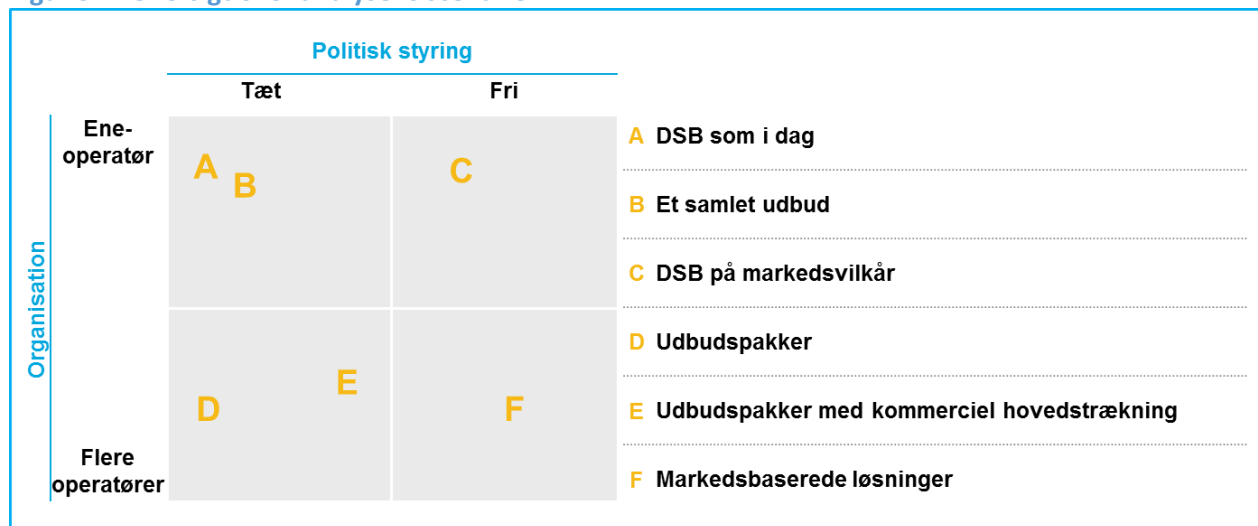 Politisk styring
Tæt
Fri
Organisation
Ene-
operatør
Flere
operatører
A
B
C
D
E
F
A DSB som i dag
B Et samlet udbud
C DSB på markedsvilkår
D Udbudspakker
E Udbudspakker med kommerciel hovedstrækning
F Markedsbaserede løsninger